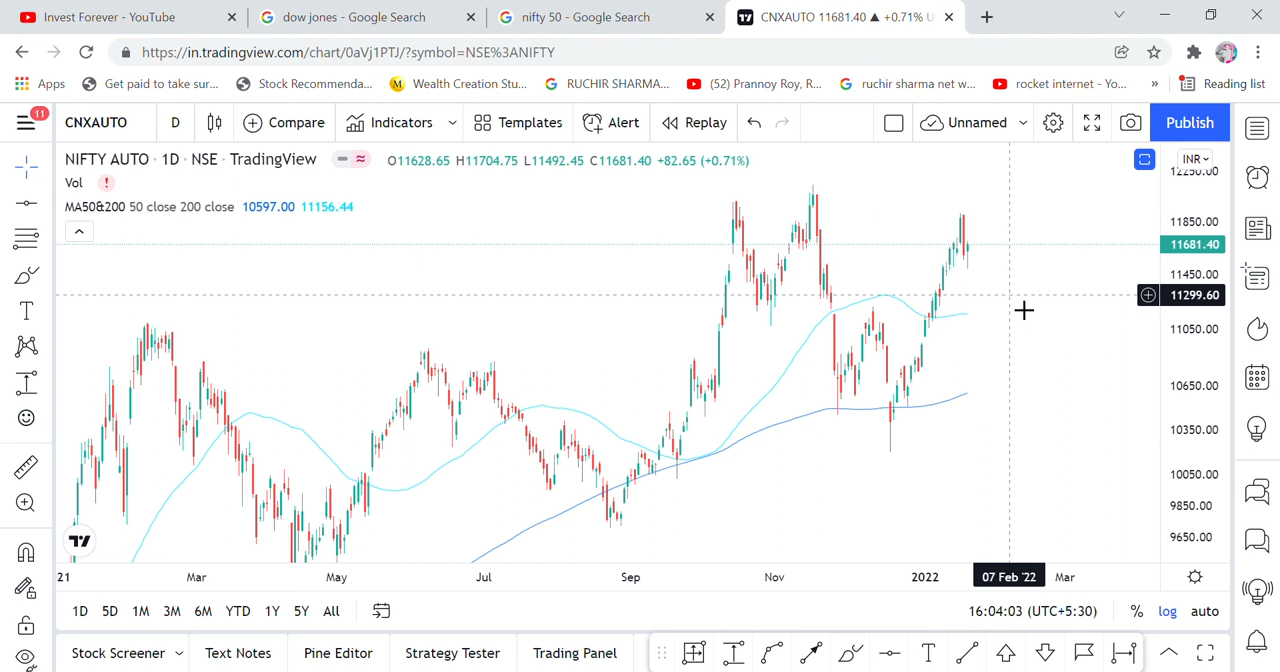 Invest Forever - YouTube
dow jones - Google Search
nifty 50 - Google Search
CNXAUTO 11681.40 ▲ +0.71% U
https://in.tradingview.com/chart/0aVj1PTJ/?symbol=NSE%3ANIFTY
Apps
Get paid to take sur...
Stock Recommenda...
Wealth Creation Stu...
RUCHIR SHARMA...
(52) Prannoy Roy, R...
ruchir sharma net w...
rocket internet - Yo...
»
Reading list
11
CNXAUTO
D
Compare
Indicators
Templates
Alert
Replay
Unnamed
Publish
NIFTY AUTO · 1D · NSE · TradingView
O11628.65 H11704.75 L11492.45 C11681.40 +82.65 (+0.71%)
INR
Vol !
MA50&200 50 close 200 close 10597.00 11156.44
12250.00
11850.00
11681.40
11450.00
11299.60
11050.00
10650.00
10350.00
10050.00
9850.00
9650.00
21 Mar May Jul Sep Nov 2022 07 Feb '22 Mar
1D 5D 1M 3M 6M YTD 1Y 5Y All
16:04:03 (UTC+5:30) % log auto
Stock Screener
Text Notes
Pine Editor
Strategy Tester
Trading Panel